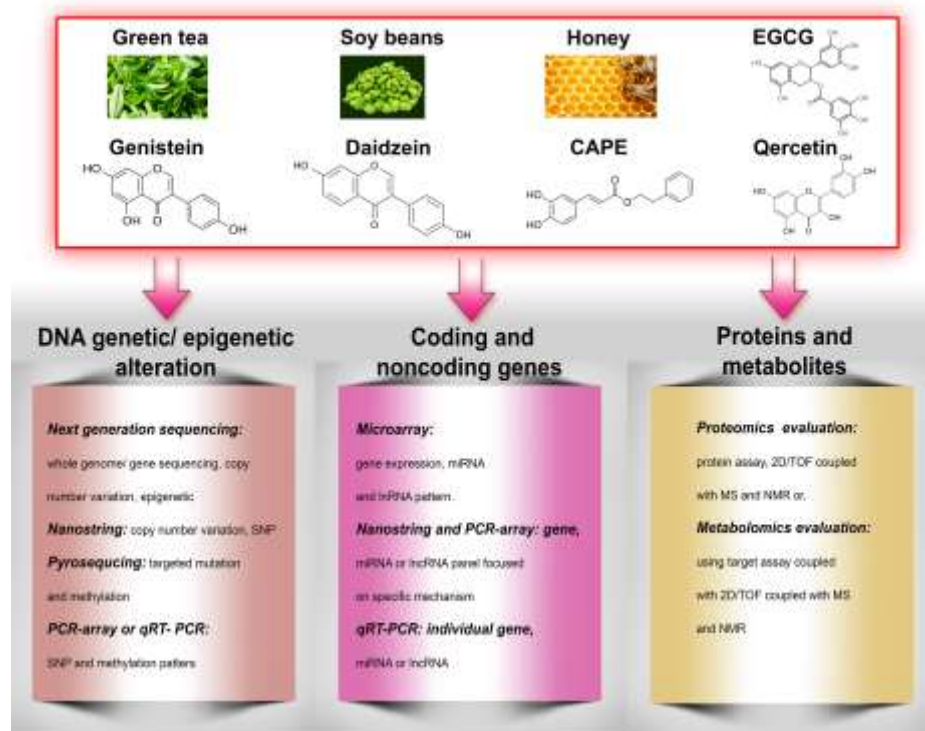 Green tea
Soy beans
Honey
EGCG
Genistein
Daidzein
CAPE
Qercetin
DNA genetic/ epigenetic
alteration
Next generation sequencing:
whole genome/ gene sequencing, copy
number variation, epigenetic
Nanostring: copy number variation, SNP
Pyrosequcing: targeted mutation
and methylation
PCR-array or qRT- PCR:
SNP and methylation patters
Coding and
noncoding genes
Microarray:
gene expression, miRNA
and lnRNA pattern.
Nanostring and PCR-array: gene,
miRNA or lncRNA panel focused
on specific mechanism
qRT-PCR: individual gene,
miRNA or lncRNA
Proteins and
metabolites
Proteomics evaluation:
protein assay, 2D/TOF coupled
with MS and NMR or.
Metabolomics evaluation:
using target assay coupled
with 2D/TOF coupled with MS
and NMR